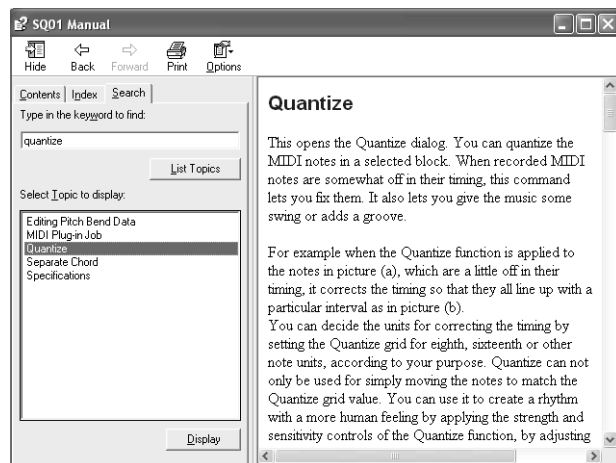 SQ01 Manual
Hide Back Forward Print Options
Contents Index Search
Type in the keyword to find:
quantize
List Topics
Select Topic to display:
Editing Pitch Bend Data
MIDI Plug-in Job
Quantize
Separate Chord
Specifications
Display
Quantize
This opens the Quantize dialog. You can quantize the
MIDI notes in a selected block. When recorded MIDI
notes are somewhat off in their timing, this command
lets you fix them. It also lets you give the music some
swing or adds a groove.
For example when the Quantize function is applied to
the notes in picture (a), which are a little off in their
timing, it corrects the timing so that they all line up with a
particular interval as in picture (b).
You can decide the units for correcting the timing by
setting the Quantize grid for eighth, sixteenth or other
note units, according to your purpose. Quantize can not
only be used for simply moving the notes to match the
Quantize grid value. You can use it to create a rhythm
with a more human feeling by applying the strength and
sensitivity controls of the Quantize function, by adjusting